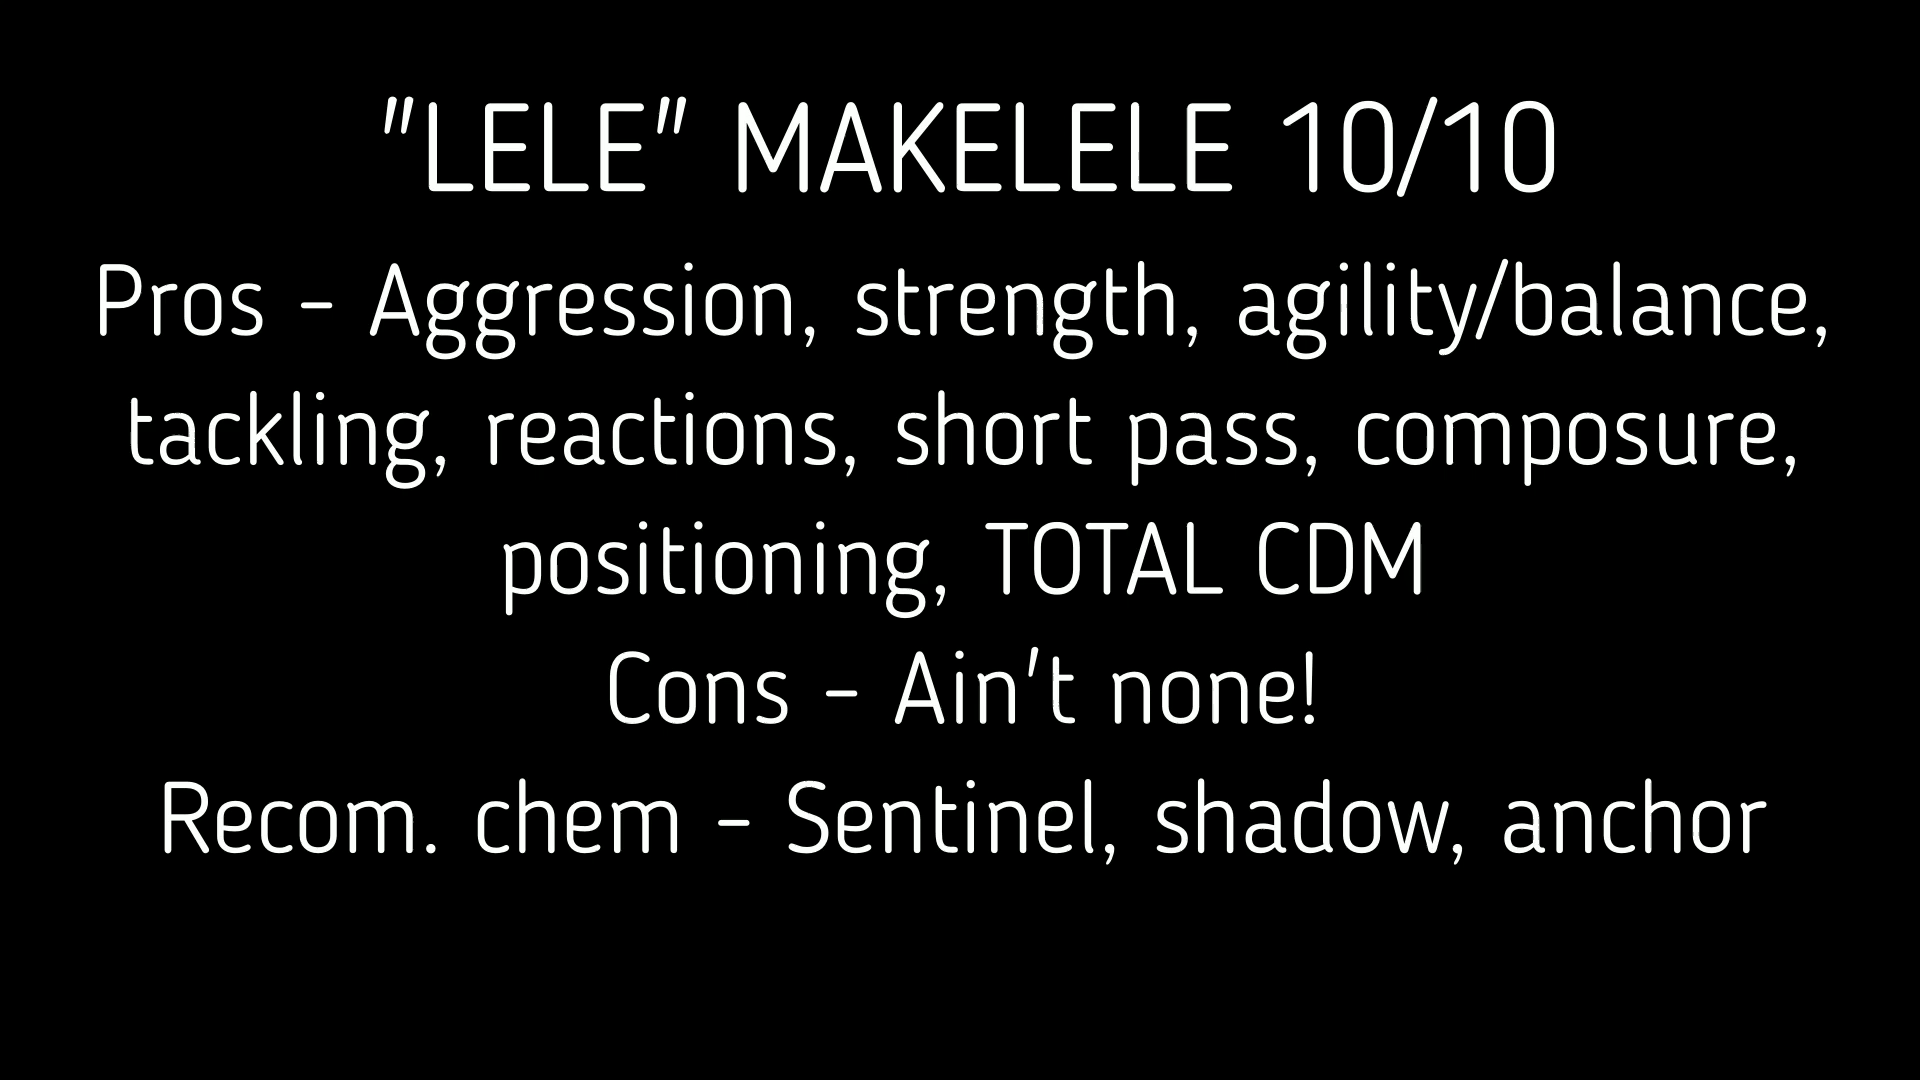 "LELE" MAKELELE 10/10
Pros - Aggression, strength, agility/balance,
tackling, reactions, short pass, composure,
positioning, TOTAL CDM
Cons - Ain't none!
Recom. chem - Sentinel, shadow, anchor